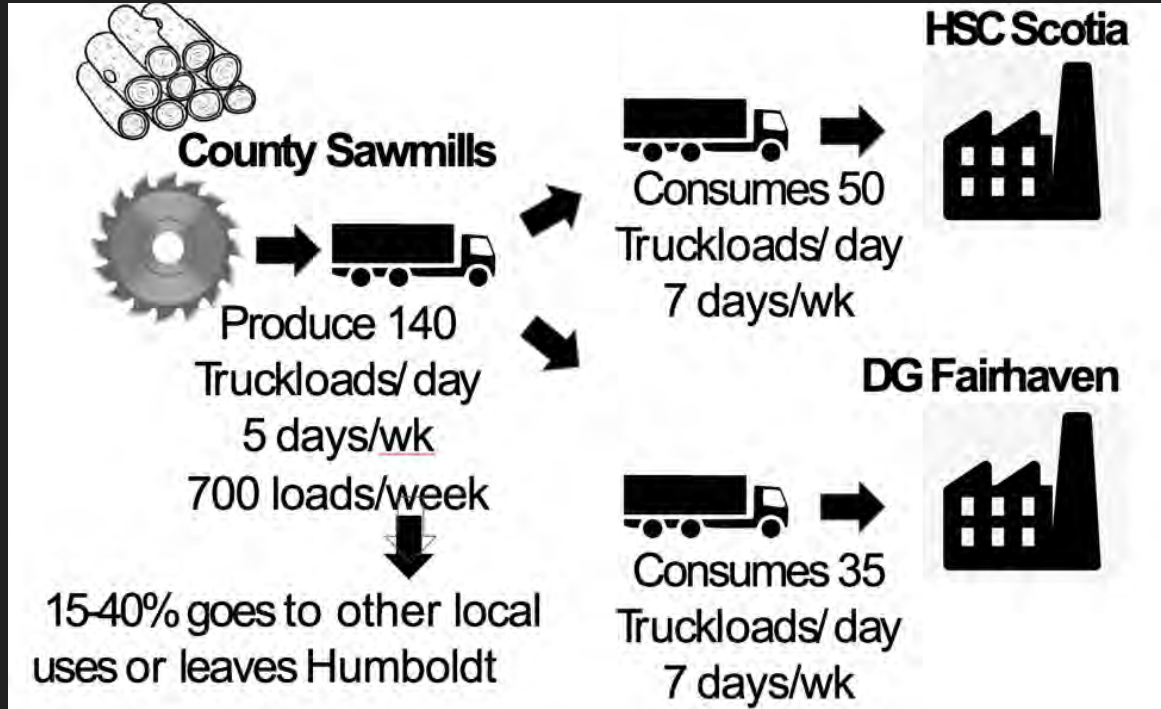 County Sawmills
Produce 140
Truckloads/ day
5 days/wk
700 loads/week
15-40% goes to other local
uses or leaves Humboldt
HSC Scotia
Consumes 50
Truckloads/ day
7 days/wk
DG Fairhaven
Consumes 35
Truckloads/ day
7 days/wk